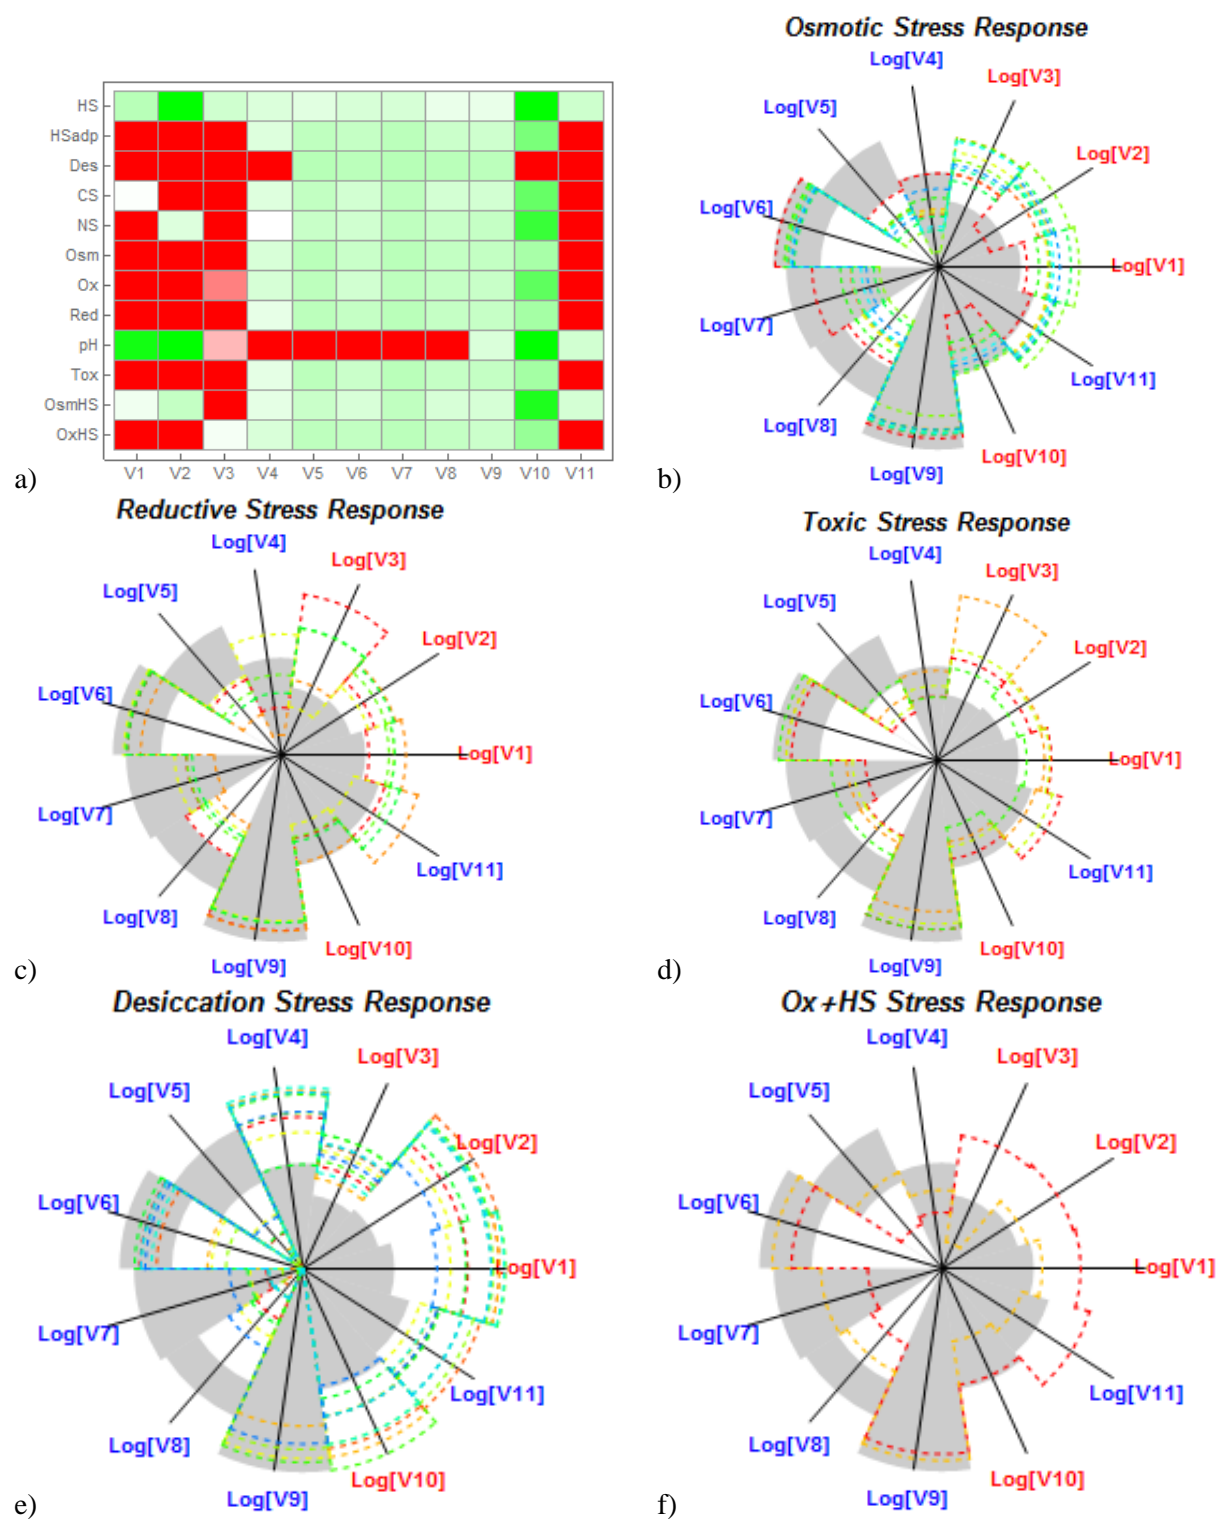 HS
HSadp
Des
CS
NS
Osm
Ox
Red
pH
Tox
OsmHS
OxHS
V1 V2 V3 V4 V5 V6 V7 V8 V9 V10 V11
a)
Osmotic Stress Response
Log[V4]
Log[V3]
Log[V5]
Log[V2]
Log[V6]
Log[V1]
Log[V7]
Log[V11]
Log[V8]
Log[V10]
Log[V9]
b)
Reductive Stress Response
Log[V4]
Log[V3]
Log[V5]
Log[V2]
Log[V6]
Log[V1]
Log[V7]
Log[V11]
Log[V8]
Log[V10]
Log[V9]
c)
Toxic Stress Response
Log[V4]
Log[V3]
Log[V5]
Log[V2]
Log[V6]
Log[V1]
Log[V7]
Log[V11]
Log[V8]
Log[V10]
Log[V9]
d)
Desiccation Stress Response
Log[V4]
Log[V3]
Log[V5]
Log[V2]
Log[V6]
og[V1]
Log[V7]
Log[V11]
Log[V8]
Log[V10]
Log[V9]
e)
Ox+HS Stress Response
Log[V4]
Log[V3]
Log[V5]
Log[V2]
Log[V6]
Log[V1]
Log[V7]
Log[V11]
Log[V8]
Log[V10]
Log[V9]
f)